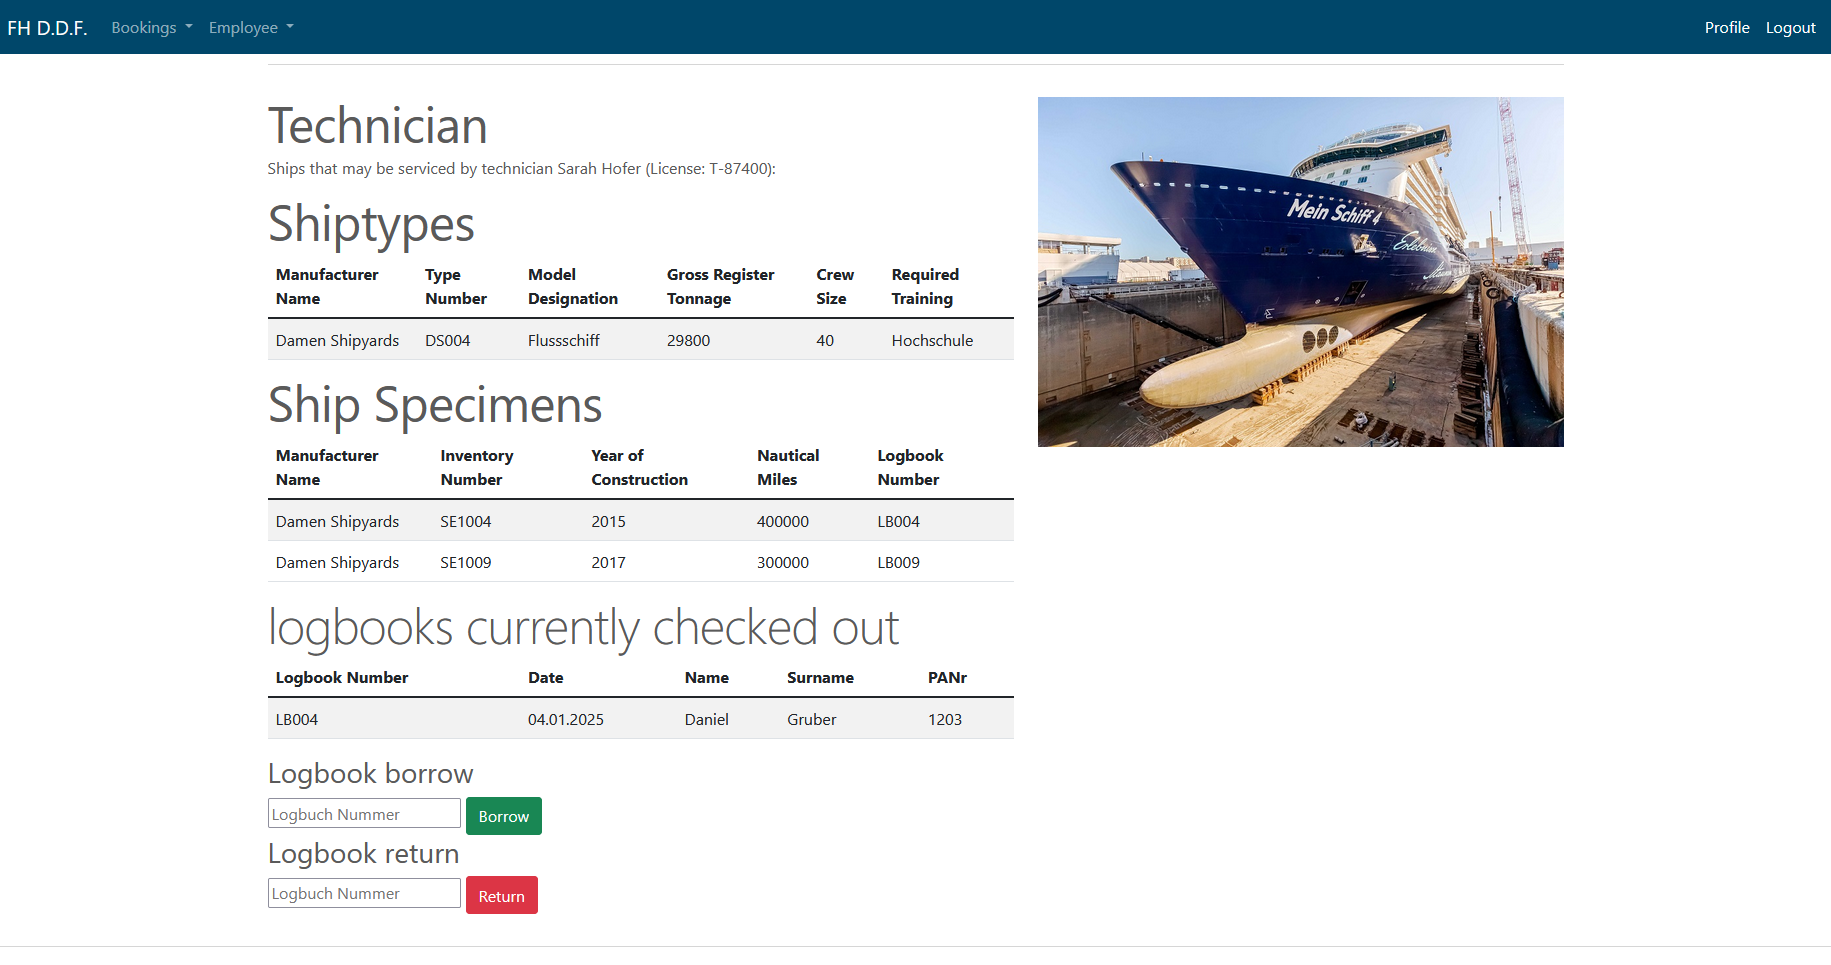 FH D.D.F. Bookings Employee Profile Logout
Technician
Ships that may be serviced by technician Sarah Hofer (License: T-87400):
Shiptypes
Manufacturer Name Type Number Model Designation Gross Register Tonnage Crew Size Required Training
Damen Shipyards DS004 Flussschiff 29800 40 Hochschule
Ship Specimens
Manufacturer Name Inventory Number Year of Construction Nautical Miles Logbook Number
Damen Shipyards SE1004 2015 400000 LB004
Damen Shipyards SE1009 2017 300000 LB009
logbooks currently checked out
Logbook Number Date Name Surname PANr
LB004 04.01.2025 Daniel Gruber 1203
Logbook borrow
Logbuch Nummer Borrow
Logbook return
Logbuch Nummer Return
Mein Schiff 4